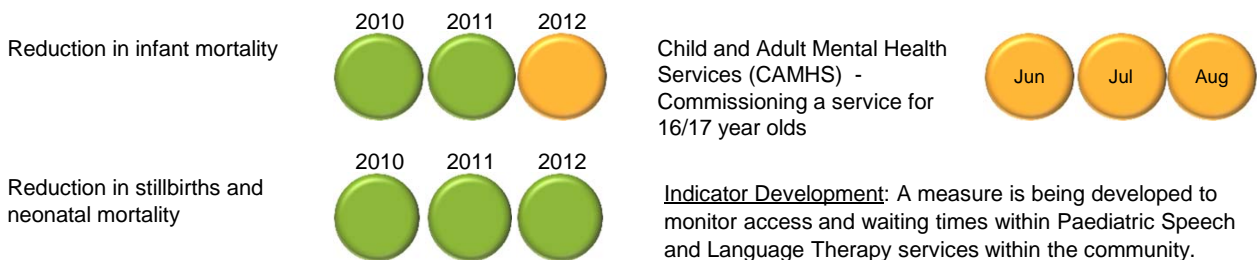 2010 2011 2012
Reduction in infant mortality
Child and Adult Mental Health
Services (CAMHS) -
Commissioning a service for
16/17 year olds
Jun Jul Aug
2010 2011 2012
Reduction in stillbirths and
neonatal mortality
Indicator Development: A measure is being developed to
monitor access and waiting times within Paediatric Speech
and Language Therapy services within the community.